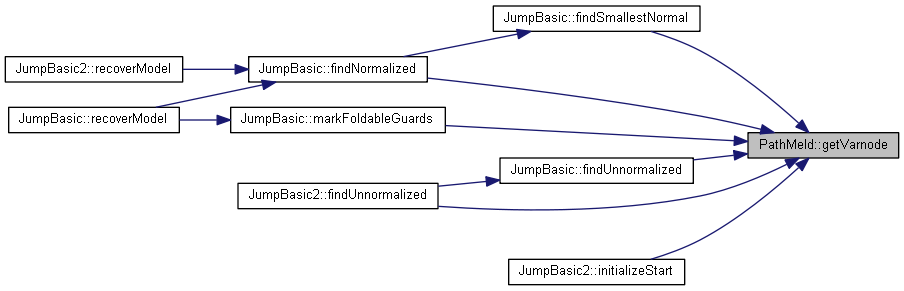 JumpBasic::findSmallestNormal
JumpBasic2::recoverModel
JumpBasic::findNormalized
JumpBasic::recoverModel
JumpBasic::markFoldableGuards
PathMeld::getVarnode
JumpBasic::findUnnormalized
JumpBasic2::findUnnormalized
JumpBasic2::initializeStart